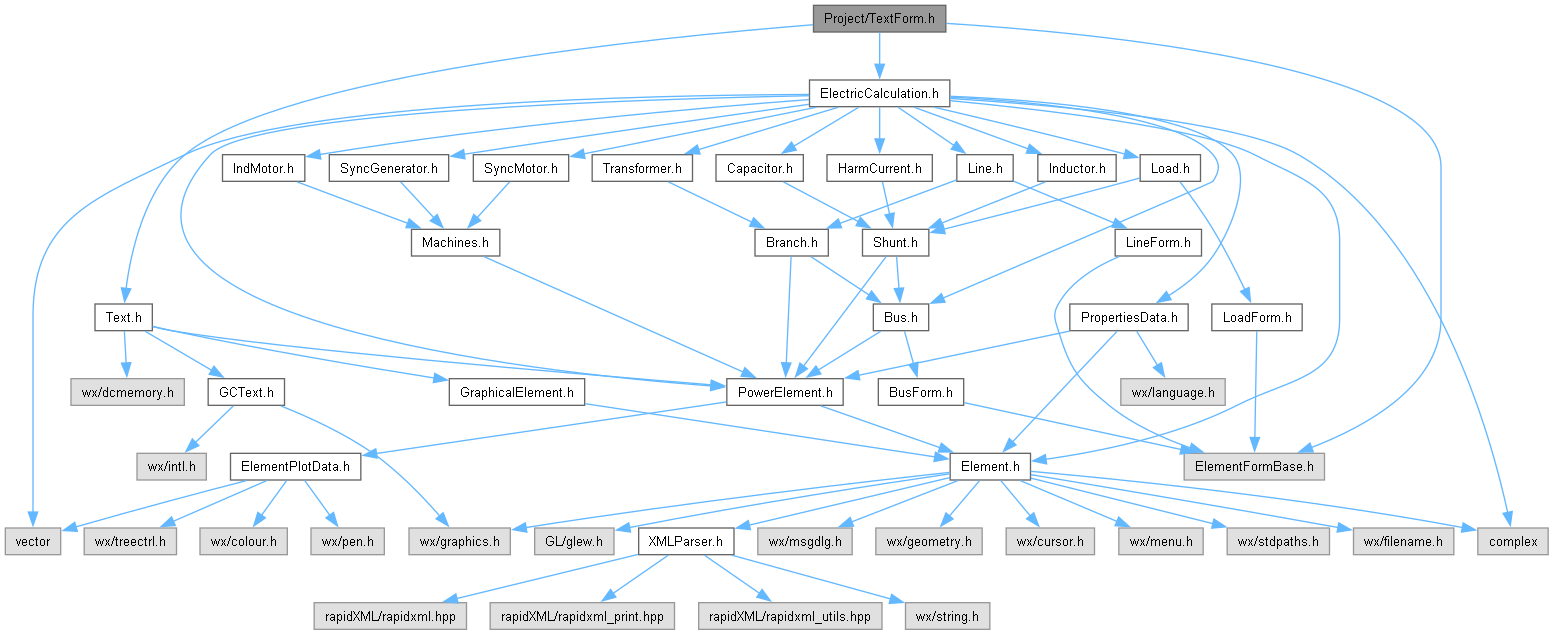 Project/TextForm.h
ElectricCalculation.h
IndMotor.h
SyncGenerator.h
SyncMotor.h
Transformer.h
Capacitor.h
HarmCurrent.h
Line.h
Inductor.h
Load.h
Machines.h
Branch.h
Shunt.h
LineForm.h
Text.h
Bus.h
PropertiesData.h
LoadForm.h
wx/dcmemory.h
GCText.h
GraphicalElement.h
PowerElement.h
BusForm.h
wx/language.h
wx/intl.h
ElementPlotData.h
Element.h
ElementFormBase.h
vector
wx/treectrl.h
wx/colour.h
wx/pen.h
wx/graphics.h
GL/glew.h
XMLParser.h
wx/msgdlg.h
wx/geometry.h
wx/cursor.h
wx/menu.h
wx/stdpaths.h
wx/filename.h
complex
rapidXML/rapidxml.hpp
rapidXML/rapidxml_print.hpp
rapidXML/rapidxml_utils.hpp
wx/string.h